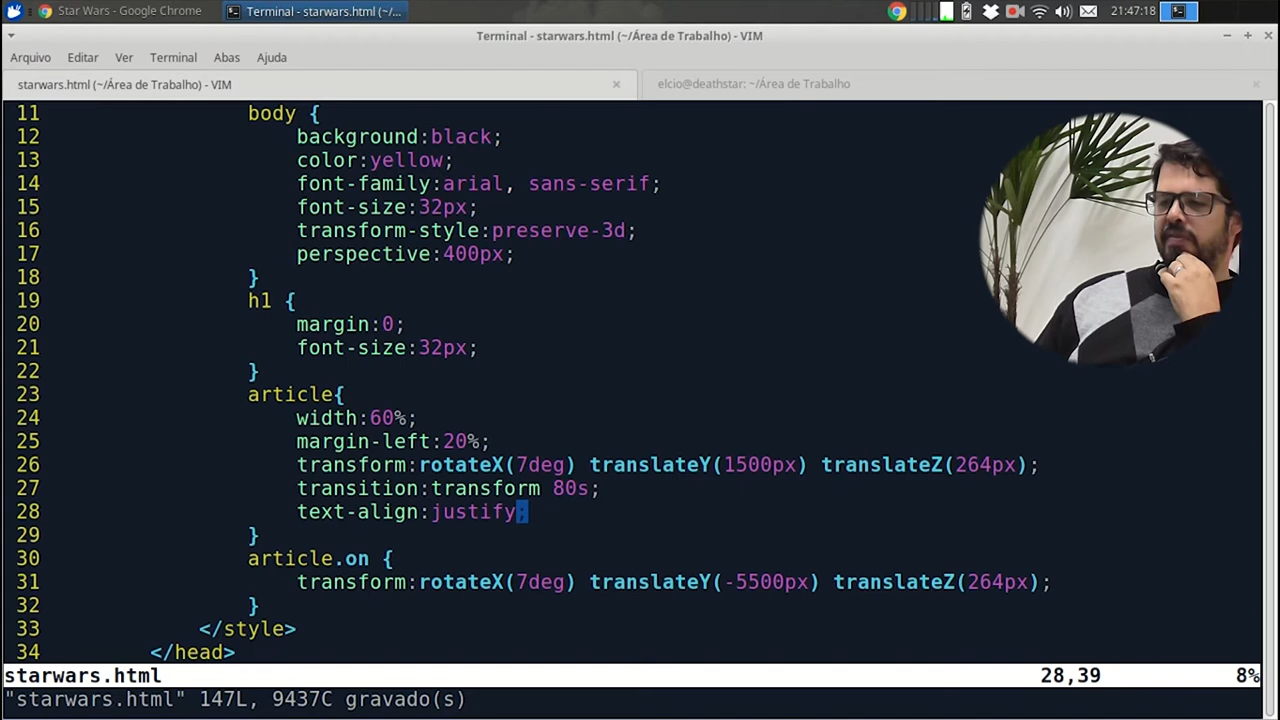 Star Wars - Google Chrome
Terminal - starwars.html (~/...
21:47:18
Terminal - starwars.html (~/Área de Trabalho) - VIM
Arquivo Editar Ver Terminal Abas Ajuda
starwars.html (~/Área de Trabalho) - VIM
elcio@deathstar: ~/Área de Trabalho
11 body {
12 background:black;
13 color:yellow;
14 font-family:arial, sans-serif;
15 font-size:32px;
16 transform-style:preserve-3d;
17 perspective:400px;
18 }
19 h1 {
20 margin:0;
21 font-size:32px;
22 }
23 article{
24 width:60%;
25 margin-left:20%;
26 transform:rotateX(7deg) translateY(1500px) translateZ(264px);
27 transition:transform 80s;
28 text-align:justify;
29 }
30 article.on {
31 transform:rotateX(7deg) translateY(-5500px) translateZ(264px);
32 }
33 </style>
34 </head>
starwars.html 28,39 8%
"starwars.html" 147L, 9437C gravado(s)